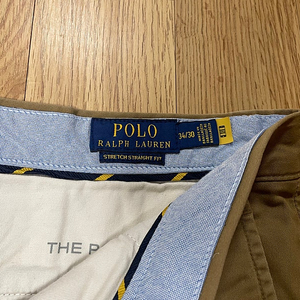 POLO
RALPH LAUREN
34/30
STRETCH STRAIGHT FIT
THE P